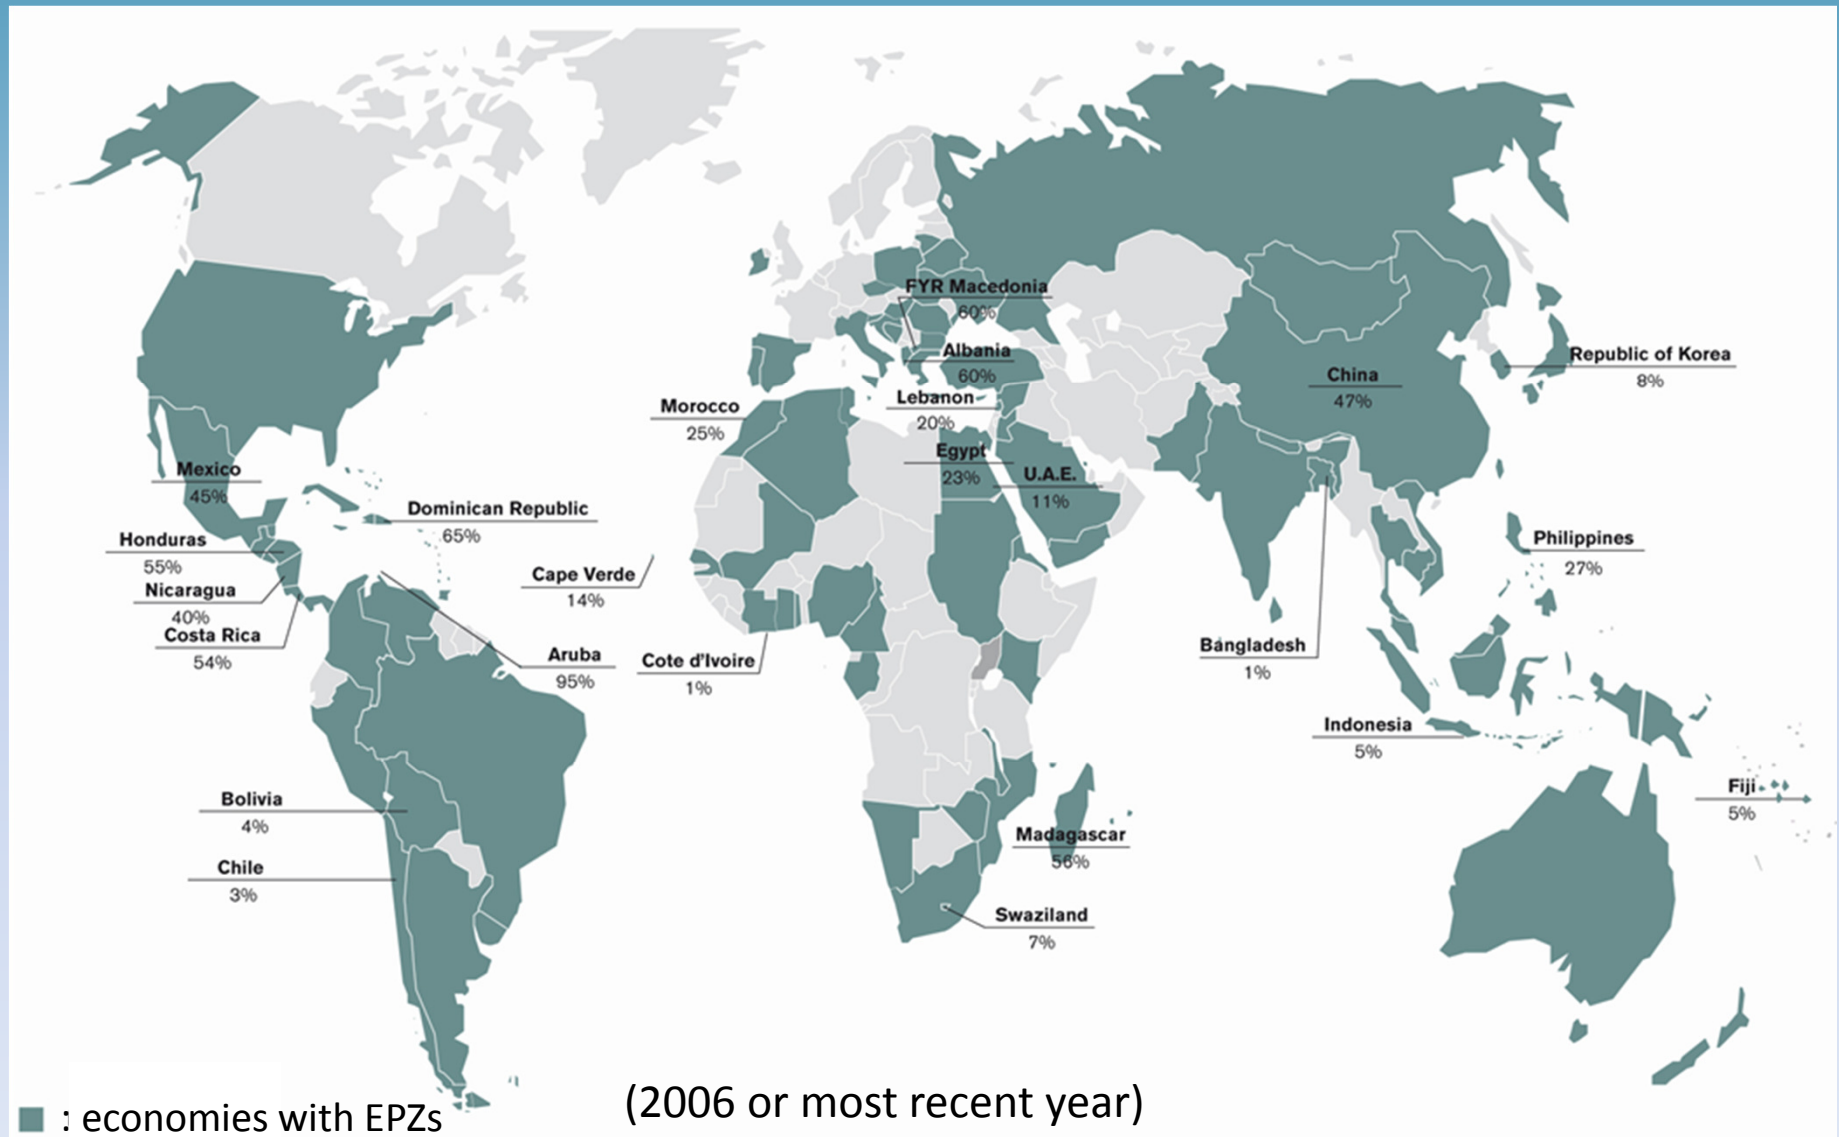 FYR Macedonia
60%
Albania
60%
Republic of Korea
8%
China
47%
Lebanon
20%
Morocco
25%
Egypt
23%
U.A.E.
11%
Mexico
45%
Dominican Republic
65%
Honduras
55%
Philippines
27%
Cape Verde
14%
Nicaragua
40%
Costa Rica
54%
Bangladesh
1%
Aruba
95%
Cote d'Ivoire
1%
Indonesia
5%
Fiji
5%
Bolivia
4%
Madagascar
56%
Chile
3%
Swaziland
7%
(2006 or most recent year)
: economies with EPZs